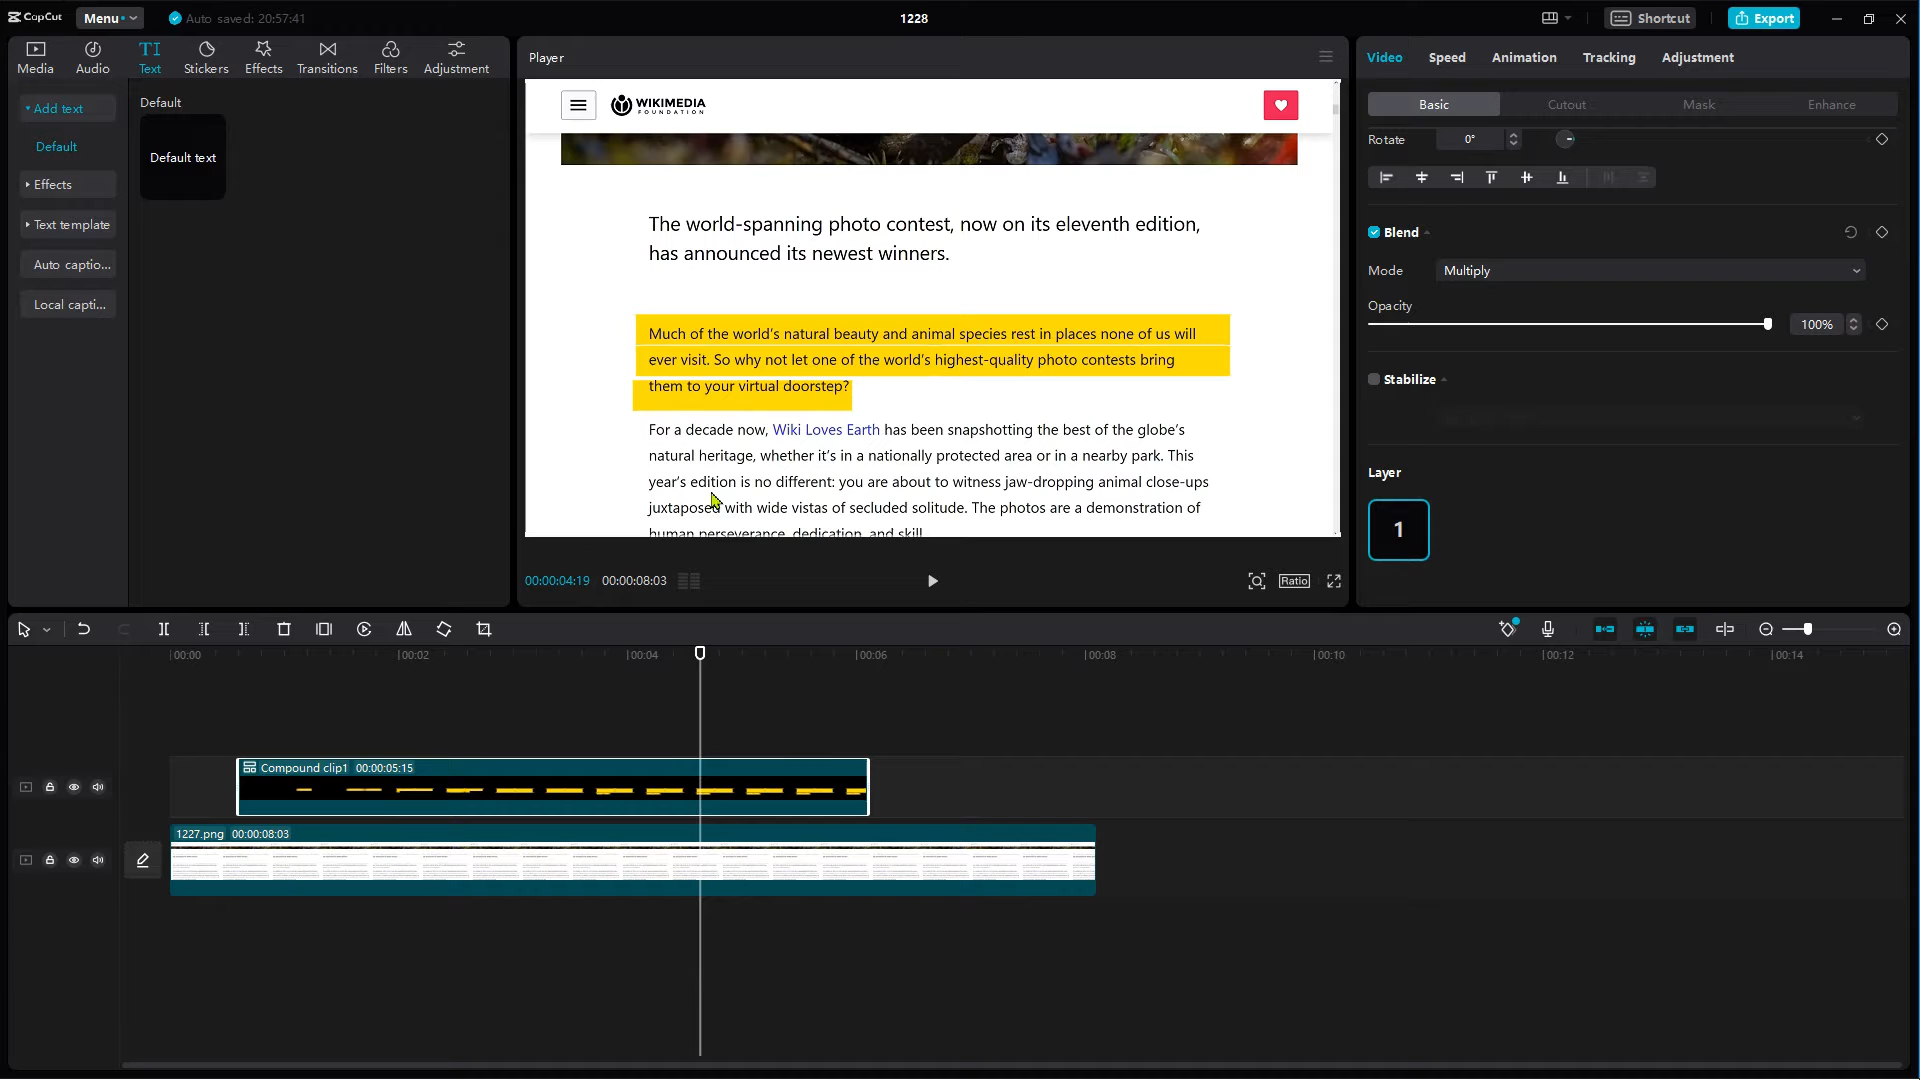 CapCut
Menu
Auto saved: 20:57:41
1228
Shortcut
Export
Media
Audio
TI
Text
Stickers
Effects
Transitions
Filters
Adjustment
Add text
Default
Effects
Text template
Auto captio...
Local capti...
Default
Default text
Player
WIKIMEDIA
FOUNDATION
The world-spanning photo contest, now on its eleventh edition,
has announced its newest winners.
Much of the world's natural beauty and animal species rest in places none of us will
ever visit. So why not let one of the world's highest-quality photo contests bring
them to your virtual doorstep?
For a decade now, Wiki Loves Earth has been snapshotting the best of the globe's
natural heritage, whether it's in a nationally protected area or in a nearby park. This
year's edition is no different: you are about to witness jaw-dropping animal close-ups
juxtaposed with wide vistas of secluded solitude. The photos are a demonstration of
human perseverance, dedication, and skill.
00:00:04:19
00:00:08:03
Ratio
Video
Speed
Animation
Tracking
Adjustment
Basic
Cutout
Mask
Enhance
Rotate
0°
Blend
Mode
Multiply
Opacity
100%
Stabilize
Layer
1
00:00
00:02
00:04
00:06
00:08
00:10
00:12
00:14
Compound clip1 00:00:05:15
1227.png 00:00:08:03